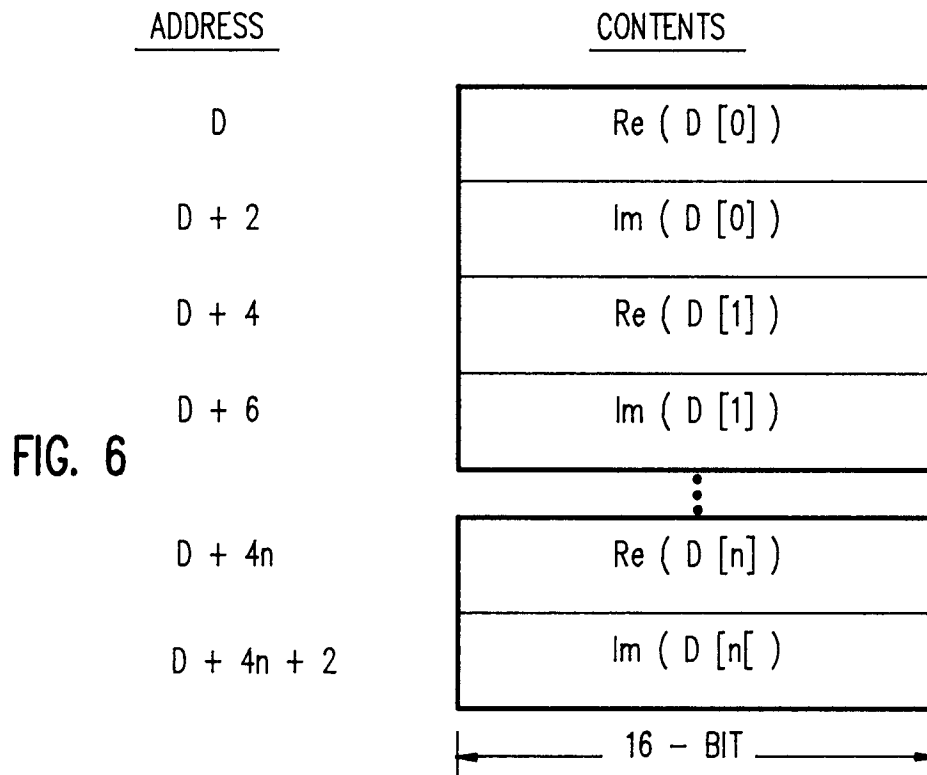 ADDRESS CONTENTS
D Re ( D [0] )
D + 2 Im ( D [0] )
D + 4 Re ( D [1] )
D + 6 Im ( D [1] )
FIG. 6
D + 4n Re ( D [n] )
D + 4n + 2 Im ( D [n[ )
16 - BIT